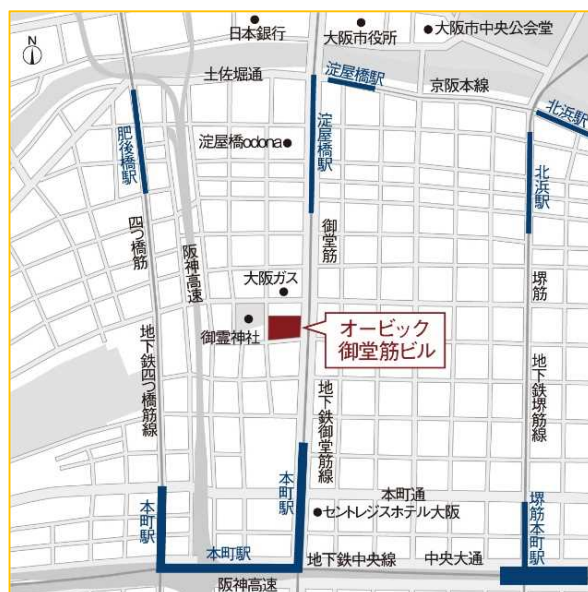 N
日本銀行
大阪市役所
大阪市中央公会堂
土佐堀通
淀屋橋駅
京阪本線
北浜駅
肥後橋駅
淀屋橋odona
淀屋橋駅
北浜駅
四つ橋筋
阪神高速
御堂筋
堺筋
大阪ガス
御霊神社
オービック
御堂筋ビル
地下鉄四つ橋筋線
地下鉄御堂筋線
地下鉄堺筋線
本町駅
本町駅
本町通
セントレジスホテル大阪
堺筋本町駅
本町駅
地下鉄中央線
中央大通
阪神高速